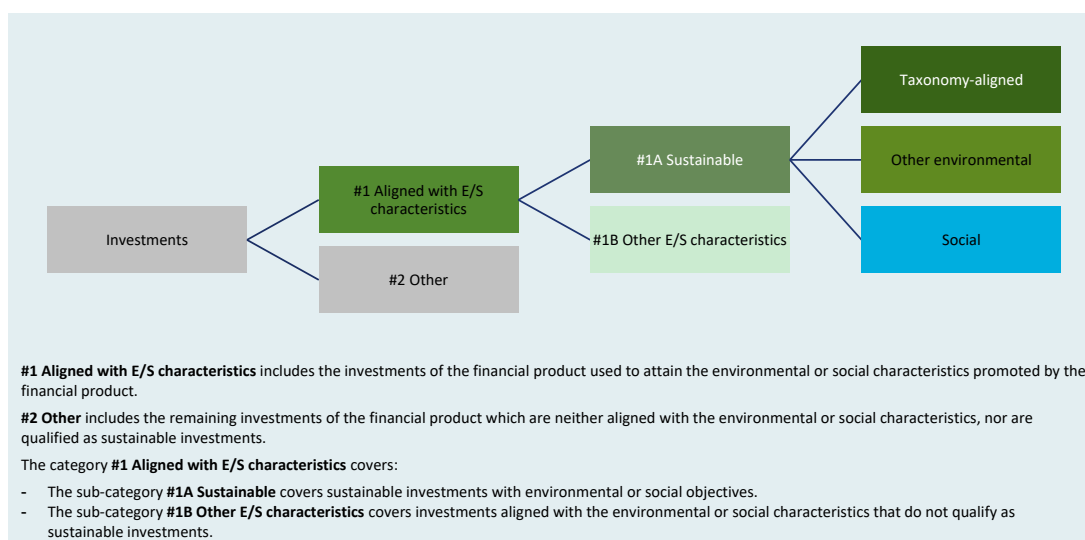 Taxonomy-aligned
#1A Sustainable
Other environmental
#1 Aligned with E/S
characteristics
Investments
#1B Other E/S characteristics
Social
#2 Other
#1 Aligned with E/S characteristics includes the investments of the financial product used to attain the environmental or social characteristics promoted by the
financial product.
#2 Other includes the remaining investments of the financial product which are neither aligned with the environmental or social characteristics, nor are
qualified as sustainable investments.
The category #1 Aligned with E/S characteristics covers:
- The sub-category #1A Sustainable covers sustainable investments with environmental or social objectives.
- The sub-category #1B Other E/S characteristics covers investments aligned with the environmental or social characteristics that do not qualify as
sustainable investments.